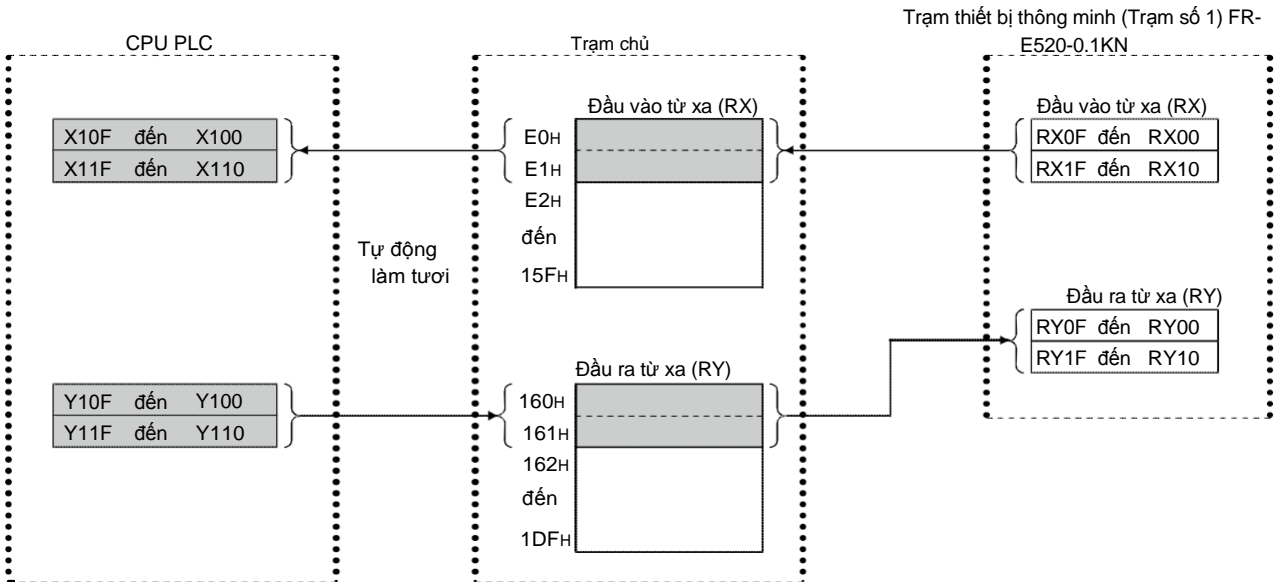 Trạm thiết bị thông minh (Trạm số 1) FR-
E520-0.1KN
CPU PLC
Trạm chủ
Đầu vào từ xa (RX)
Đầu vào từ xa (RX)
X10F đến X100
X11F đến X110
E0H
E1H
E2H
đến
15FH
RX0F đến RX00
RX1F đến RX10
Tự động
làm tươi
Đầu ra từ xa (RY)
RY0F đến RY00
RY1F đến RY10
Đầu ra từ xa (RY)
Y10F đến Y100
Y11F đến Y110
160H
161H
162H
đến
1DFH